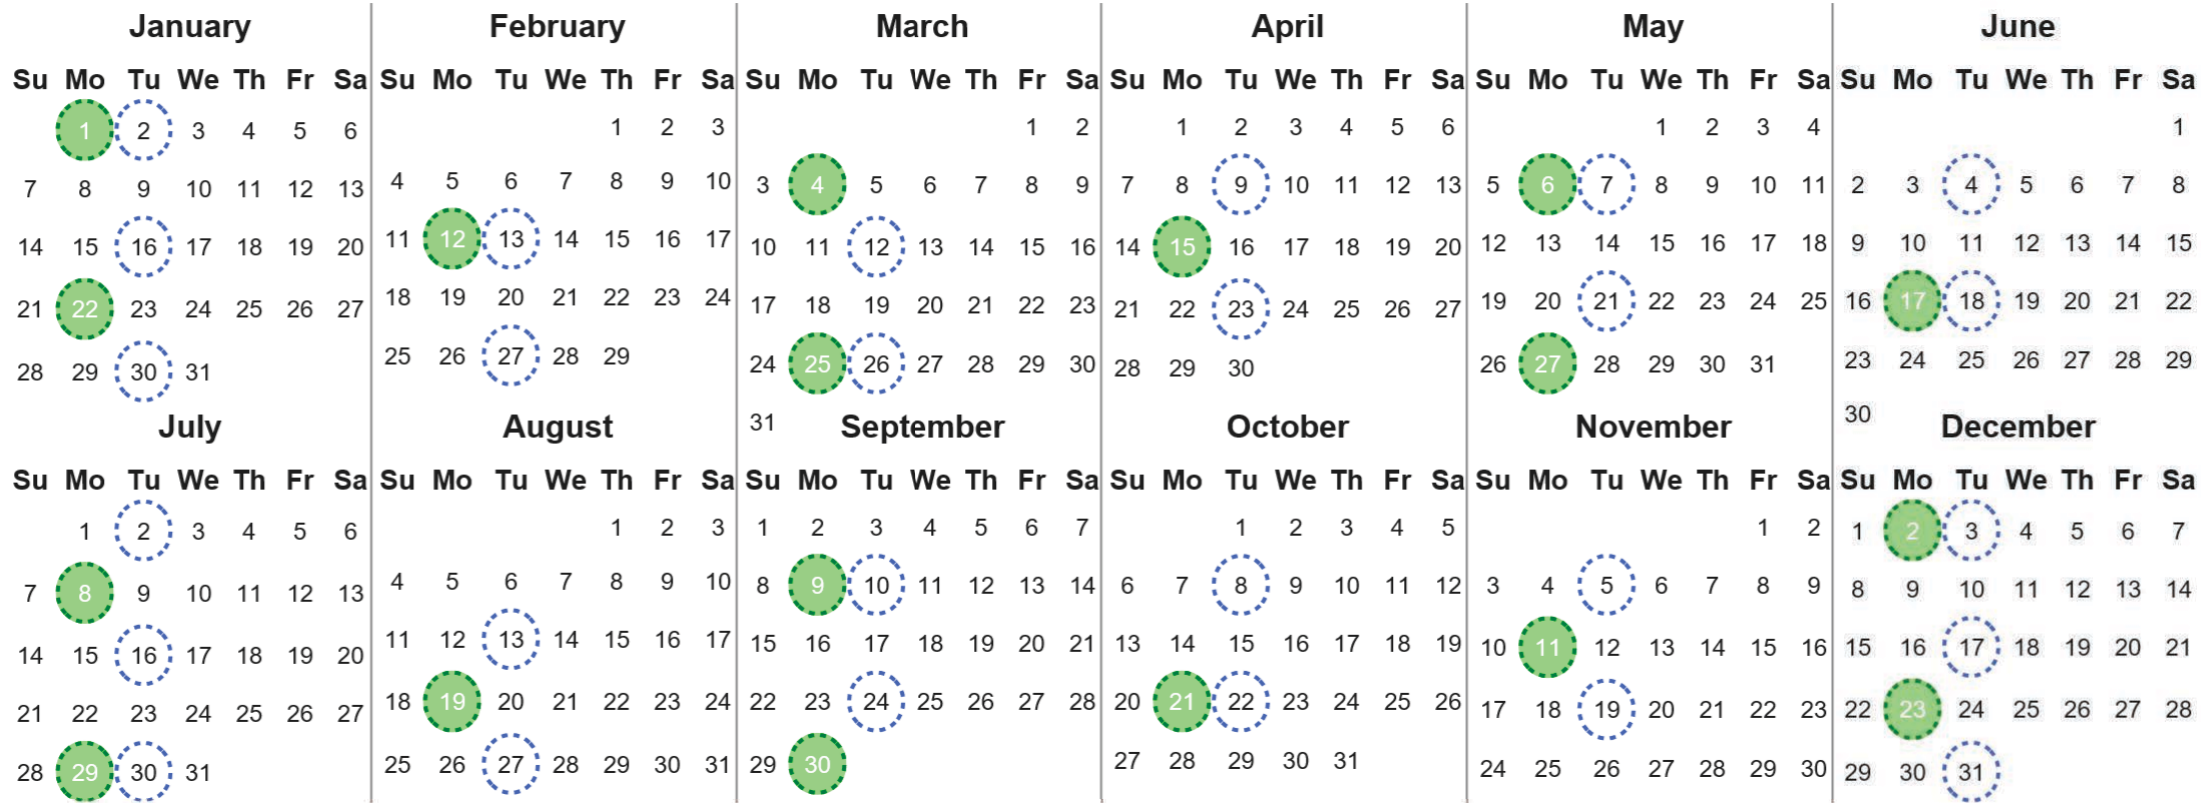 January February March April May June
Su Mo Tu We Th Fr Sa Su Mo Tu We Th Fr Sa Su Mo Tu We Th Fr Sa Su Mo Tu We Th Fr Sa Su Mo Tu We Th Fr Sa Su Mo Tu We Th Fr Sa
1 2 3 4 5 6 1 2 3 1 2 1 2 3 4 5 6 1 2 3 4 1
7 8 9 10 11 12 13 4 5 6 7 8 9 10 3 4 5 6 7 8 9 7 8 9 10 11 12 13 5 6 7 8 9 10 11 2 3 4 5 6 7 8
14 15 16 17 18 19 20 11 12 13 14 15 16 17 10 11 12 13 14 15 16 14 15 16 17 18 19 20 12 13 14 15 16 17 18 9 10 11 12 13 14 15
21 22 23 24 25 26 27 18 19 20 21 22 23 24 17 18 19 20 21 22 23 21 22 23 24 25 26 27 19 20 21 22 23 24 25 16 17 18 19 20 21 22
28 29 30 31 25 26 27 28 29 24 25 26 27 28 29 30 28 29 30 26 27 28 29 30 31 23 24 25 26 27 28 29
31 30
July August September October November December
Su Mo Tu We Th Fr Sa Su Mo Tu We Th Fr Sa Su Mo Tu We Th Fr Sa Su Mo Tu We Th Fr Sa Su Mo Tu We Th Fr Sa Su Mo Tu We Th Fr Sa
1 2 3 4 5 6 1 2 3 1 2 3 4 5 6 7 1 2 3 4 5 1 2 1 2 3 4 5 6 7
7 8 9 10 11 12 13 4 5 6 7 8 9 10 8 9 10 11 12 13 14 6 7 8 9 10 11 12 3 4 5 6 7 8 9 8 9 10 11 12 13 14
14 15 16 17 18 19 20 11 12 13 14 15 16 17 15 16 17 18 19 20 21 13 14 15 16 17 18 19 10 11 12 13 14 15 16 15 16 17 18 19 20 21
21 22 23 24 25 26 27 18 19 20 21 22 23 24 22 23 24 25 26 27 28 20 21 22 23 24 25 26 17 18 19 20 21 22 23 22 23 24 25 26 27 28
28 29 30 31 25 26 27 28 29 30 31 29 30 27 28 29 30 31 24 25 26 27 28 29 30 29 30 31